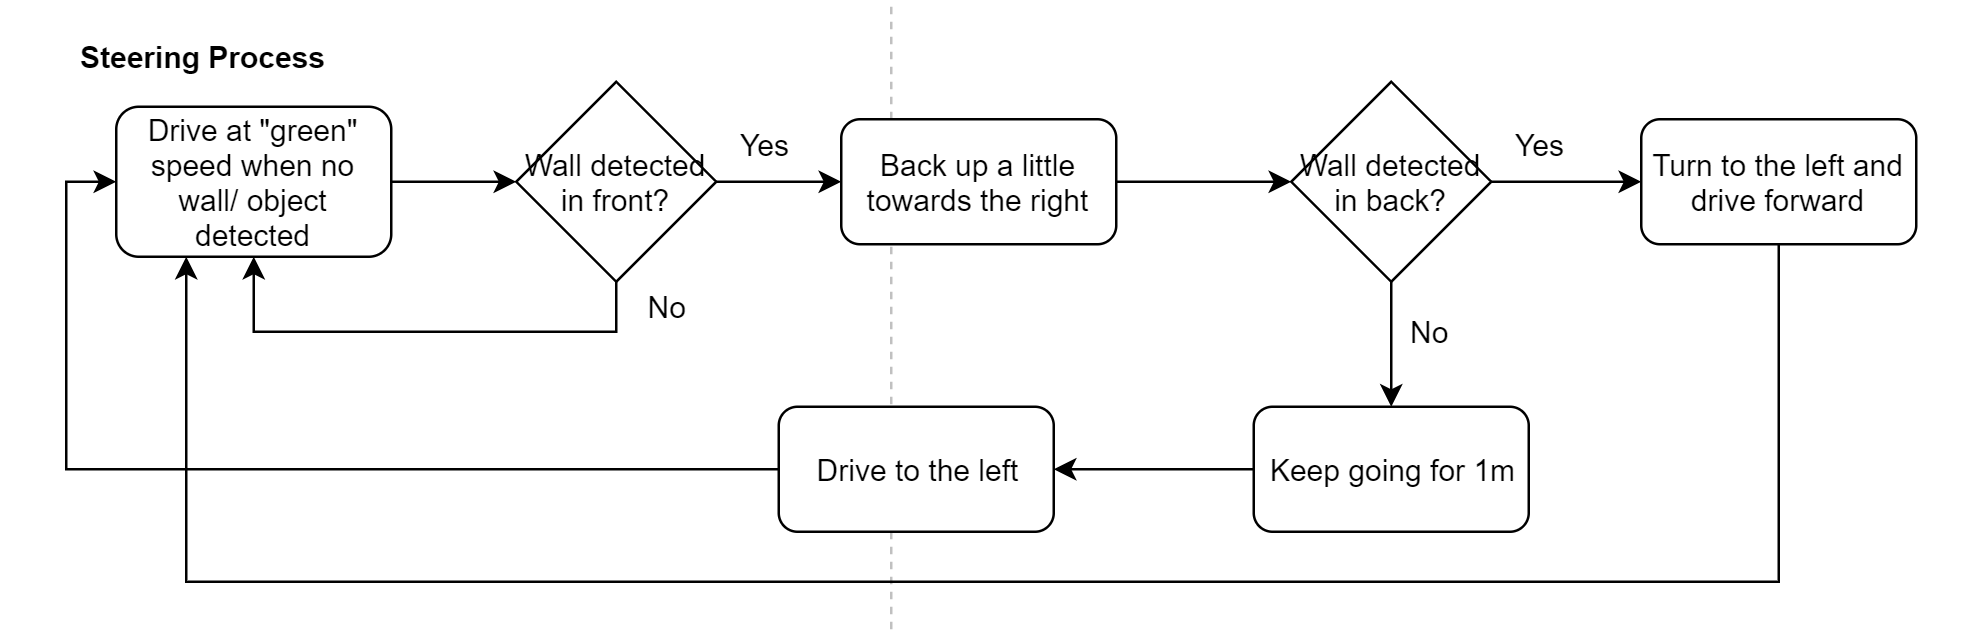 Steering Process
Drive at "green"
speed when no
wall/ object
detected
Wall detected
in front?
Yes
No
Back up a little
towards the right
Wall detected
in back?
Yes
No
Turn to the left and
drive forward
Drive to the left
Keep going for 1m